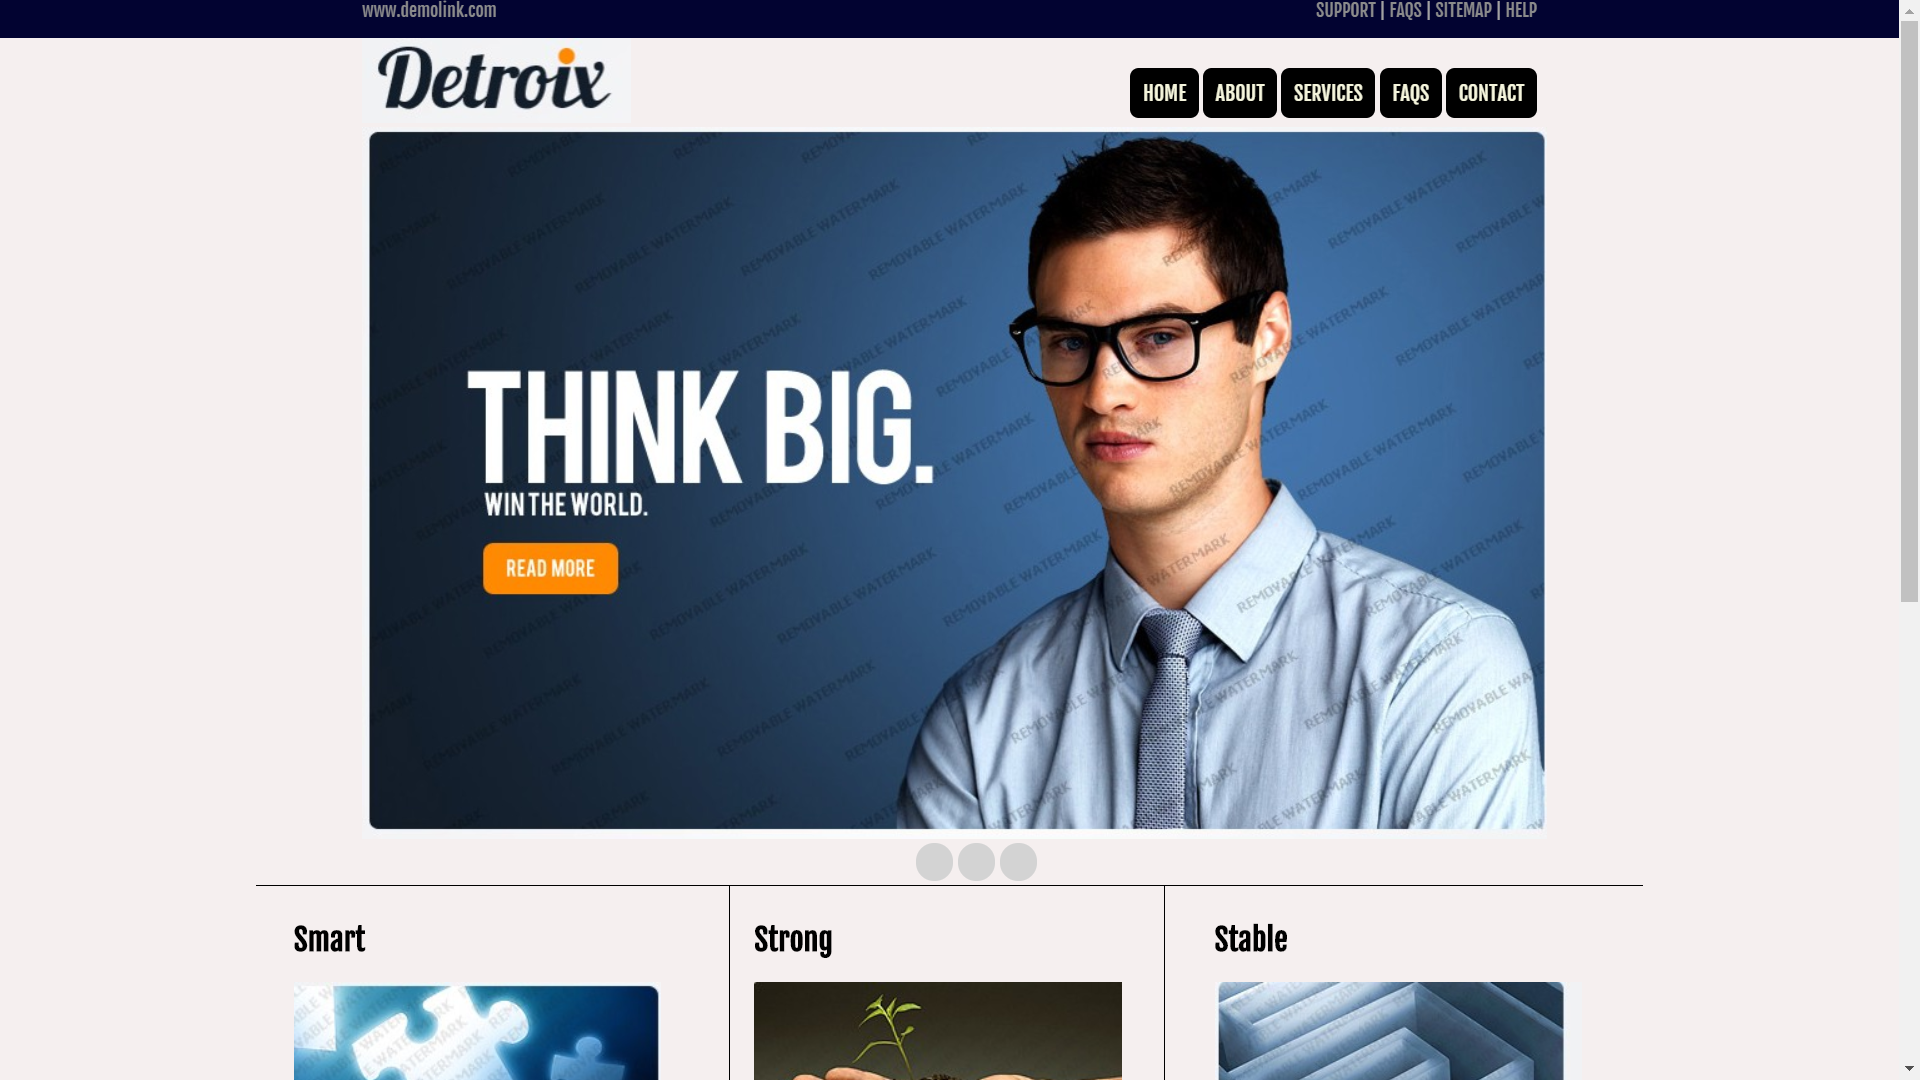 www.demolink.com
SUPPORT | FAQS | SITEMAP | HELP
Detroix
HOME ABOUT SERVICES FAQS CONTACT
THINK BIG.
WIN THE WORLD.
READ MORE
REMOVABLE WATERMARK
Smart
Strong
Stable